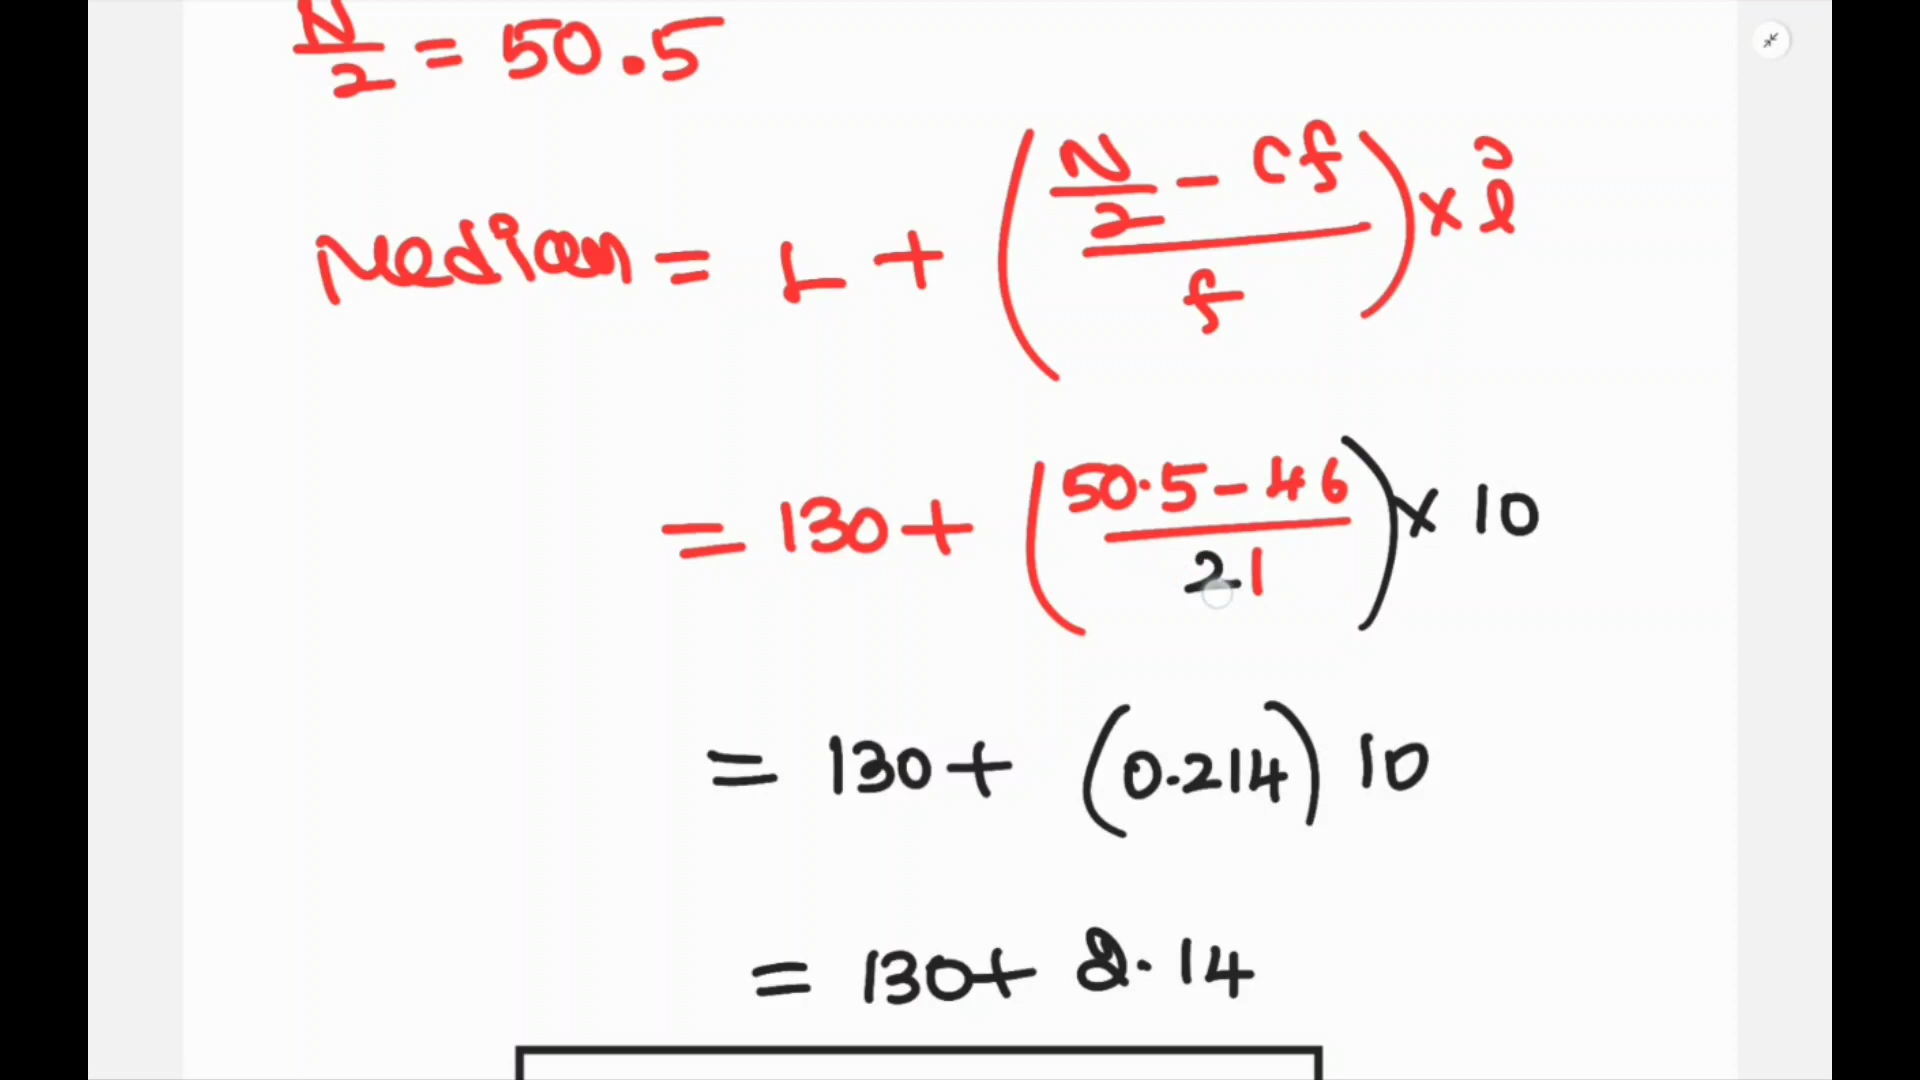 N/2 = 50.5
Median = L + (N/2 - cf / f) × i
= 130 + (50.5 - 46 / 21) × 10
= 130 + (0.214) 10
= 130 + 2.14